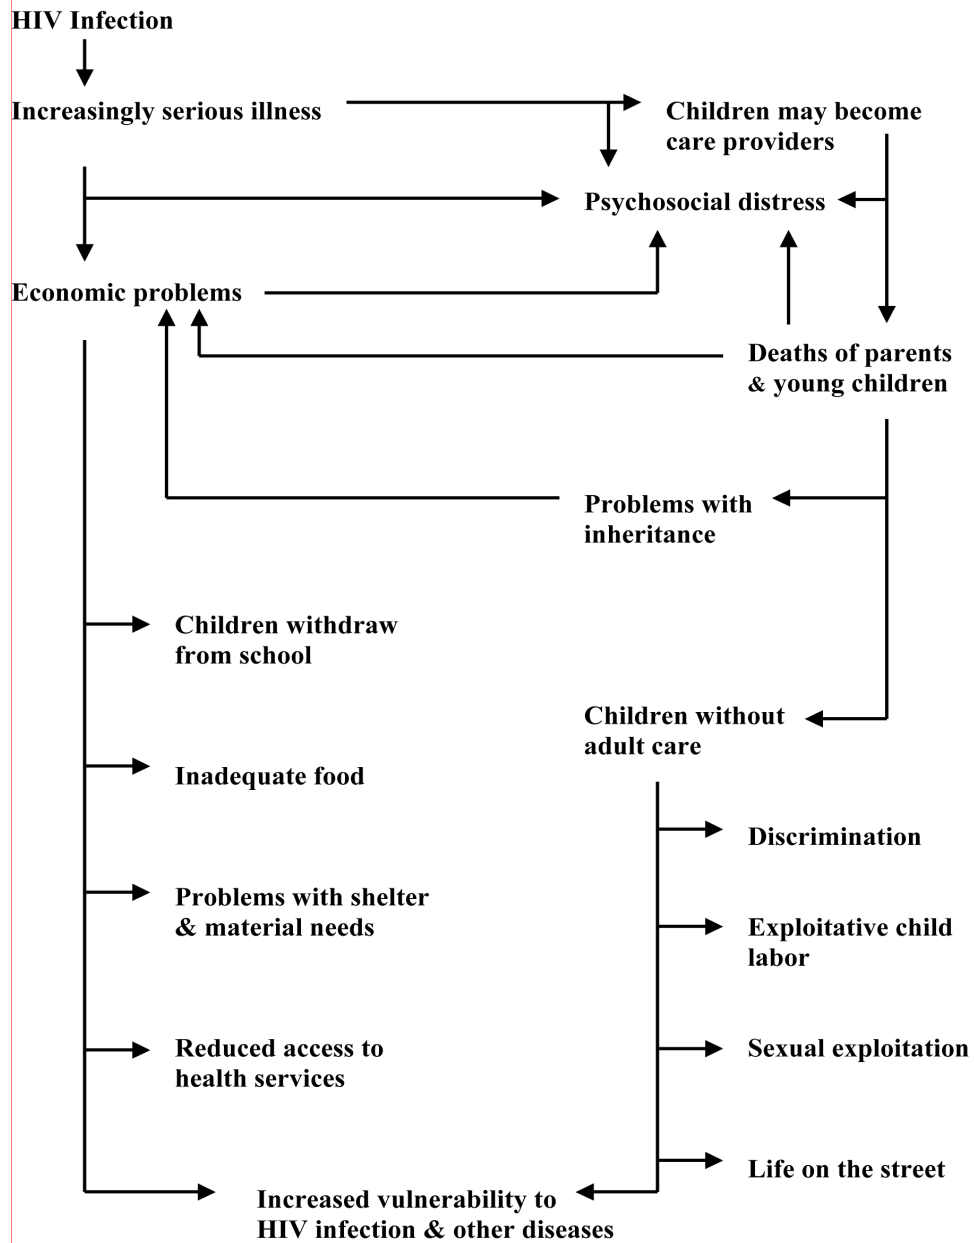 HIV Infection
Increasingly serious illness
Children may become
care providers
Psychosocial distress
Economic problems
Deaths of parents
& young children
Problems with
inheritance
Children withdraw
from school
Children without
adult care
Inadequate food
Discrimination
Problems with shelter
& material needs
Exploitative child
labor
Reduced access to
health services
Sexual exploitation
Life on the street
Increased vulnerability to
HIV infection & other diseases